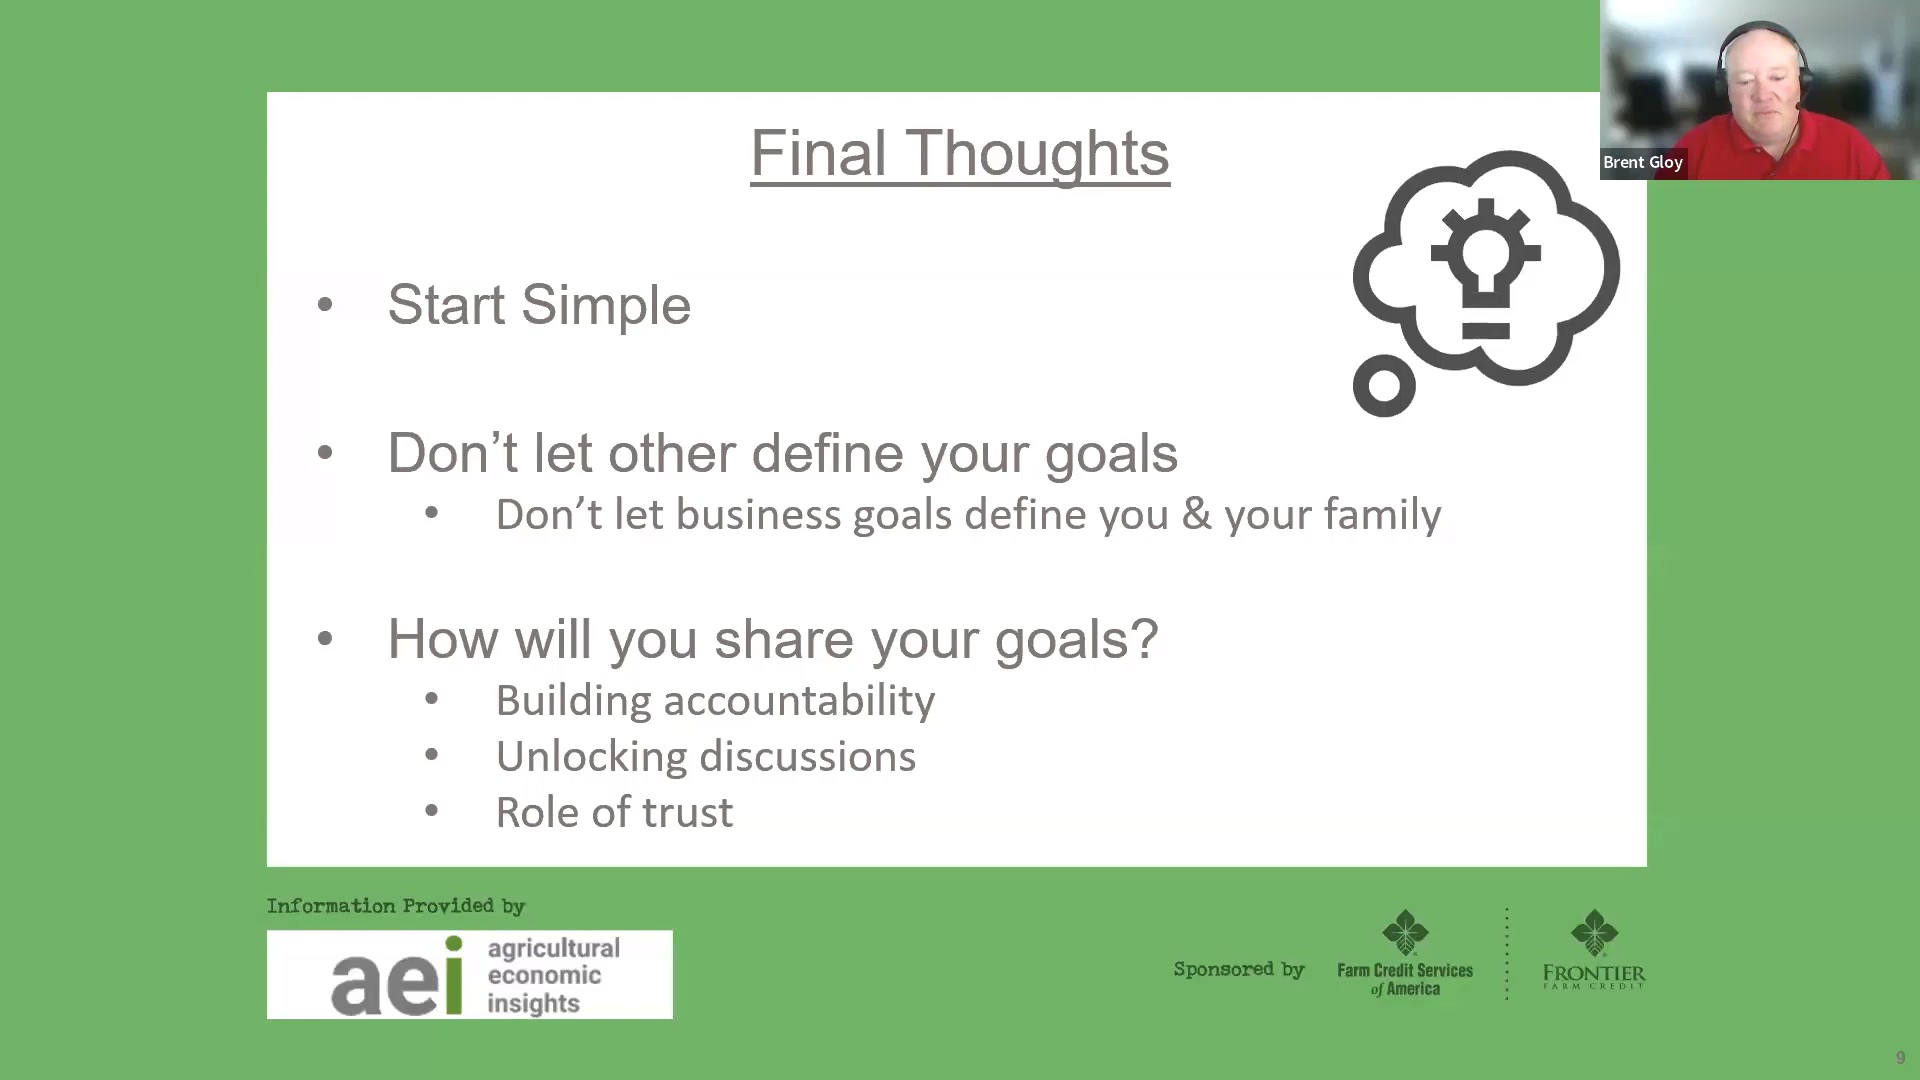 Final Thoughts
Brent Gloy
• Start Simple
• Don’t let other define your goals
• Don’t let business goals define you & your family
• How will you share your goals?
• Building accountability
• Unlocking discussions
• Role of trust
Information Provided by
aei
agricultural
economic
insights
Sponsored by
Farm Credit Services
of America
FRONTIER
FARM CREDIT
9